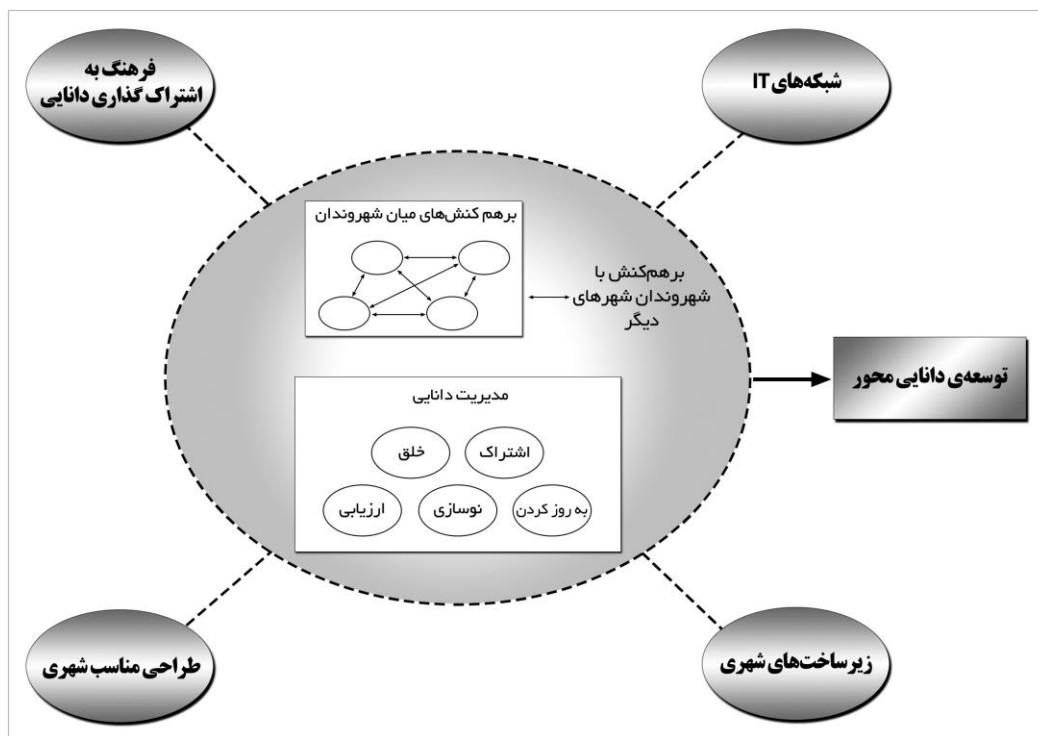 فرهنگ به
اشتراک گذاری دانایی
شبکه‌های IT
برهم کنش‌های میان شهروندان
برهم‌کنش با
شهروندان شهرهای
دیگر
توسعه‌ی دانایی محور
مدیریت دانایی
اشتراک
خلق
به روز کردن
نوسازی
ارزیابی
زیرساخت‌های شهری
طراحی مناسب شهری